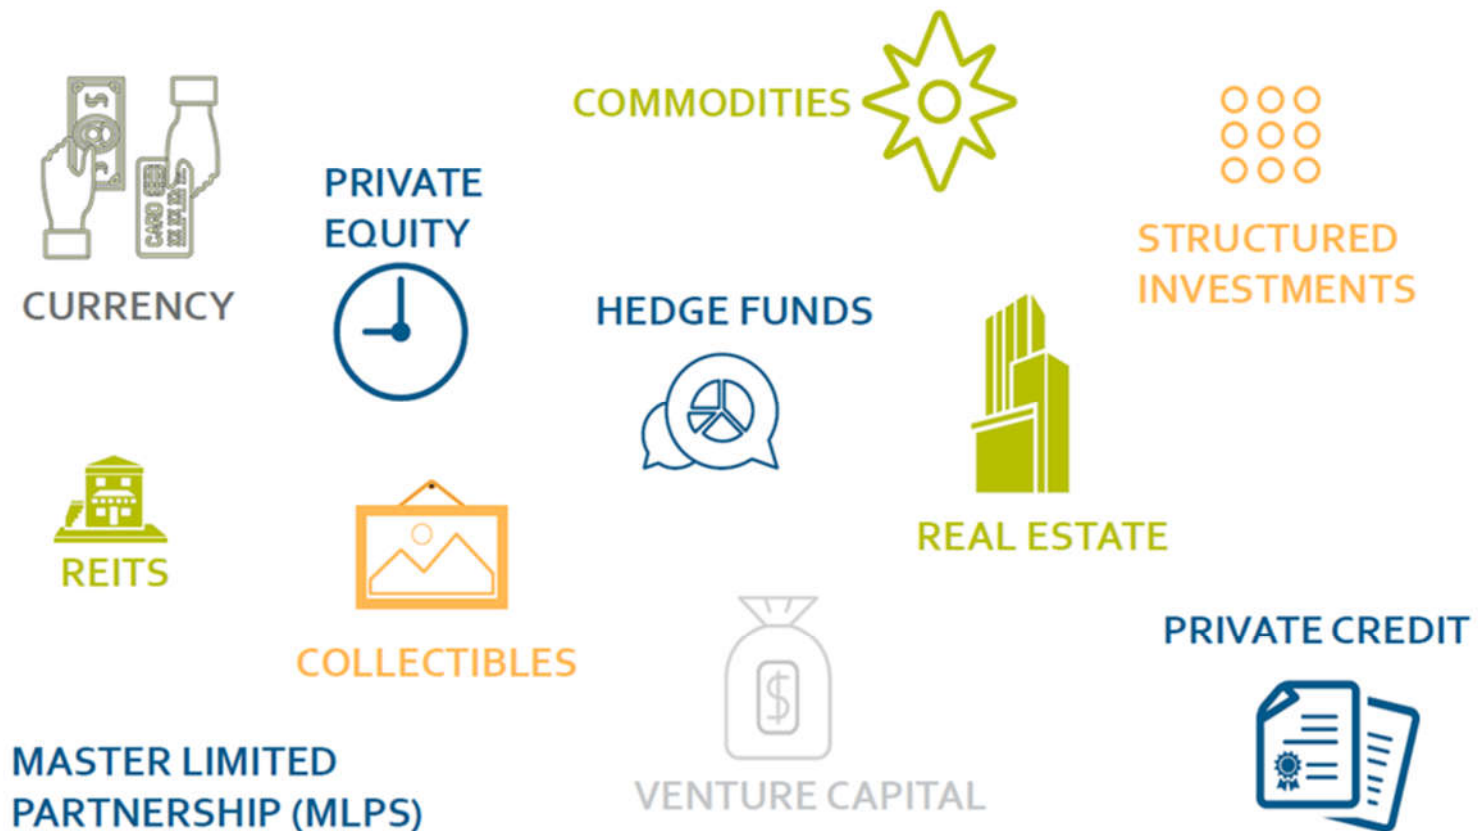 COMMODITIES
PRIVATE
EQUITY
STRUCTURED
INVESTMENTS
CARD
CURRENCY
HEDGE FUNDS
REAL ESTATE
REITS
COLLECTIBLES
PRIVATE CREDIT
$
MASTER LIMITED
PARTNERSHIP (MLPS)
VENTURE CAPITAL